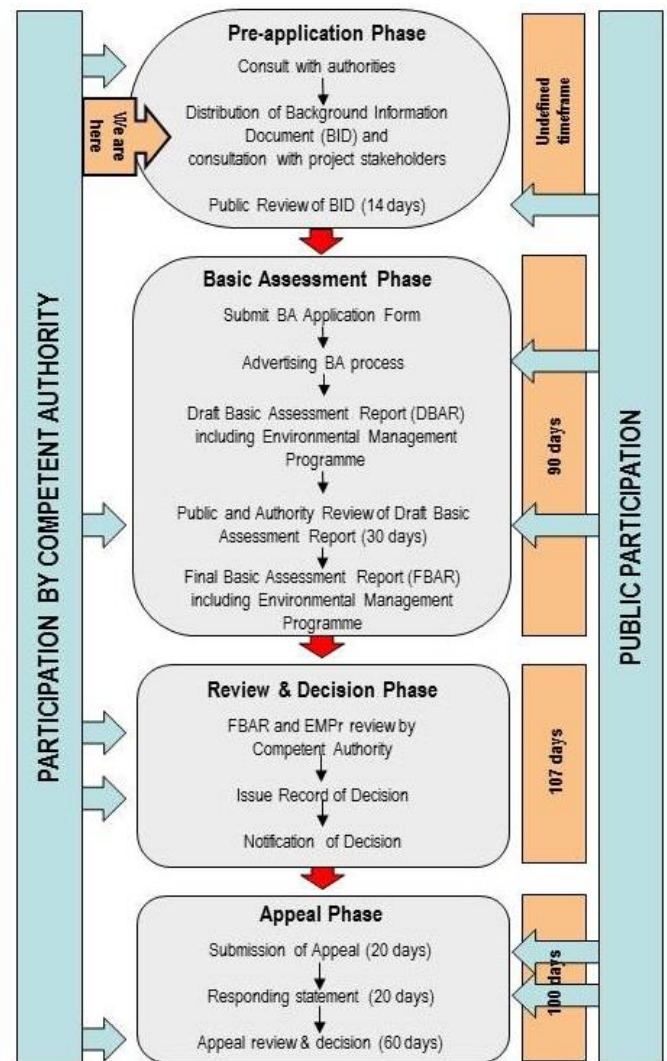 PARTICIPATION BY COMPETENT AUTHORITY
Pre-application Phase
Consult with authorities
We are
here
Distribution of Background Information
Document (BID) and
consultation with project stakeholders
Public Review of BID (14 days)
Undefined
timeframe
Basic Assessment Phase
Submit BA Application Form
Advertising BA process
Draft Basic Assessment Report (DBAR)
including Environmental Management
Programme
Public and Authority Review of Draft Basic
Assessment Report (30 days)
Final Basic Assessment Report (FBAR)
including Environmental Management
Programme
90 days
Review & Decision Phase
FBAR and EMPr review by
Competent Authority
Issue Record of Decision
Notification of Decision
107 days
Appeal Phase
Submission of Appeal (20 days)
Responding statement (20 days)
Appeal review & decision (60 days)
100 days
PUBLIC PARTICIPATION